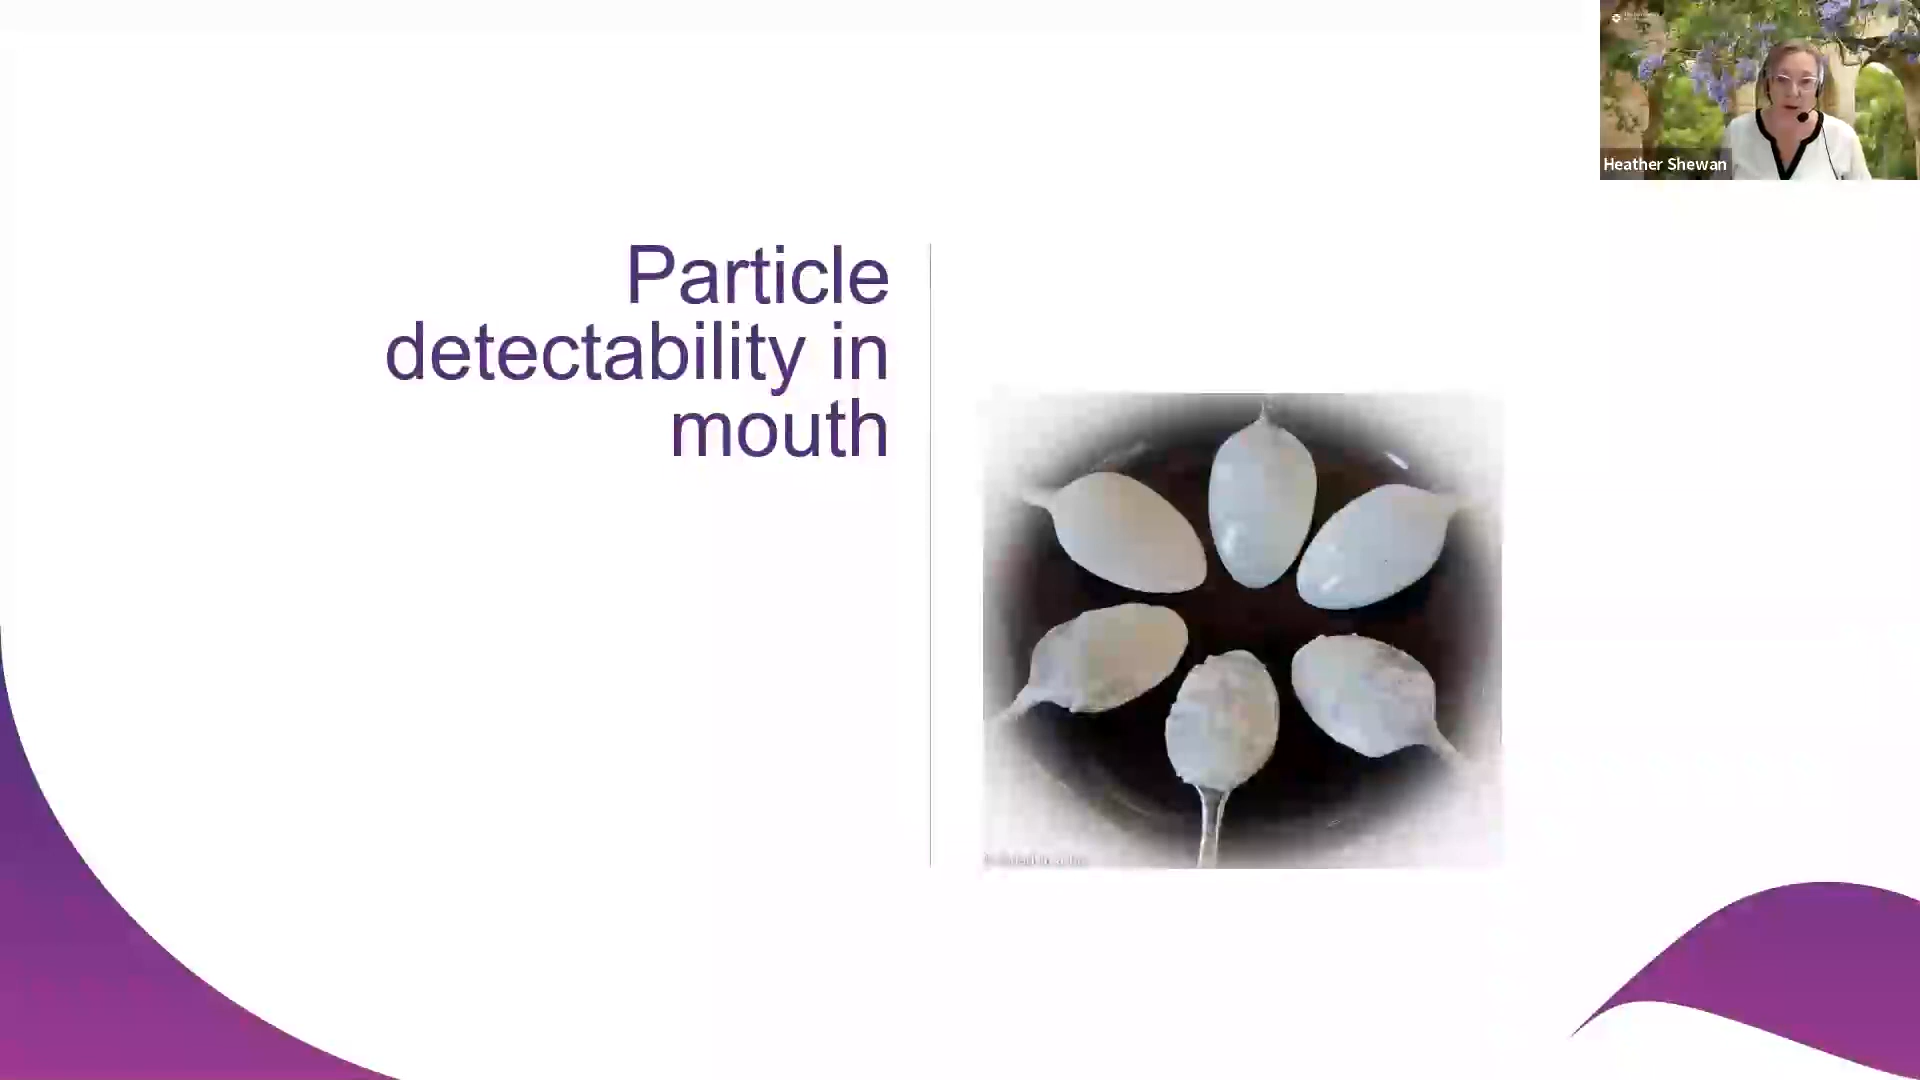 Heather Shewan
Particle
detectability in
mouth